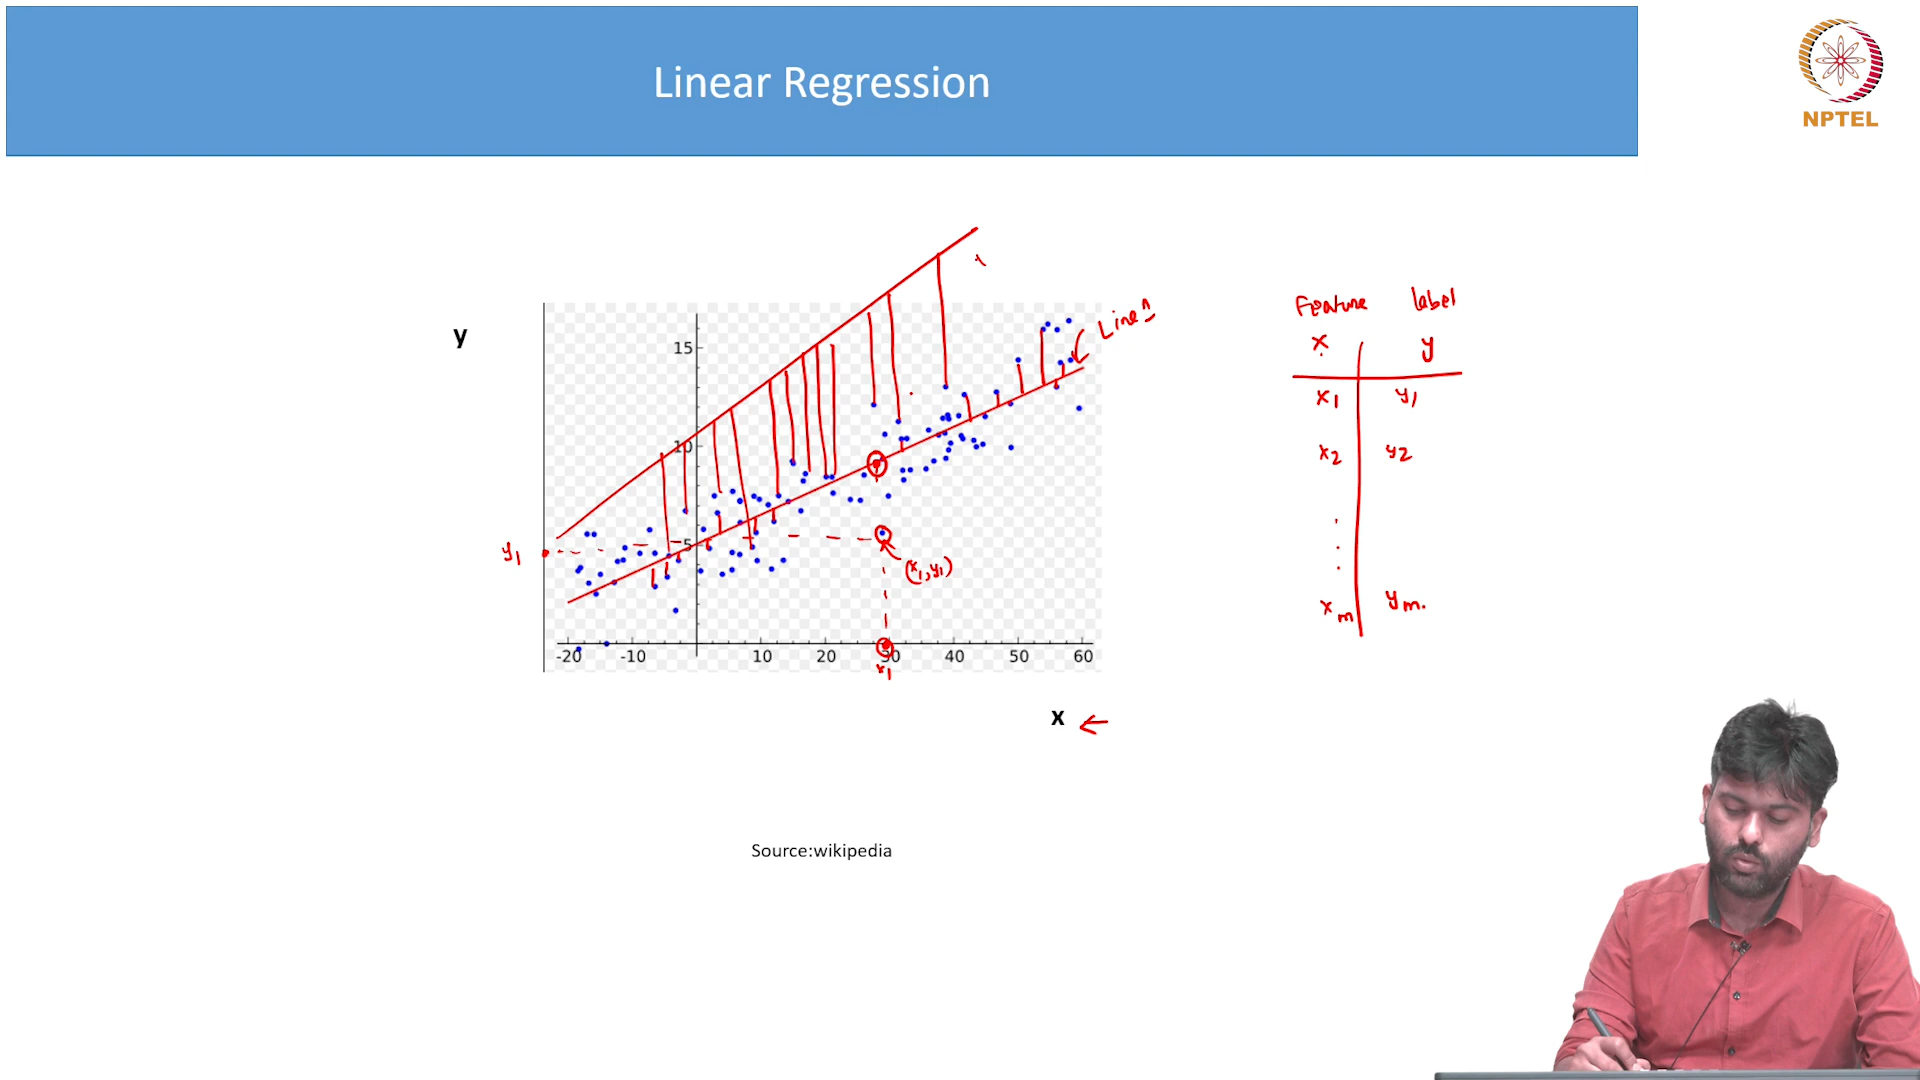 Linear Regression
NPTEL
y
15
10
5
-20 -10 10 20 30 40 50 60
x
y1
(x1,y1)
x1
Feature label
x y
x1 y1
x2 y2
xm ym.
Source:wikipedia